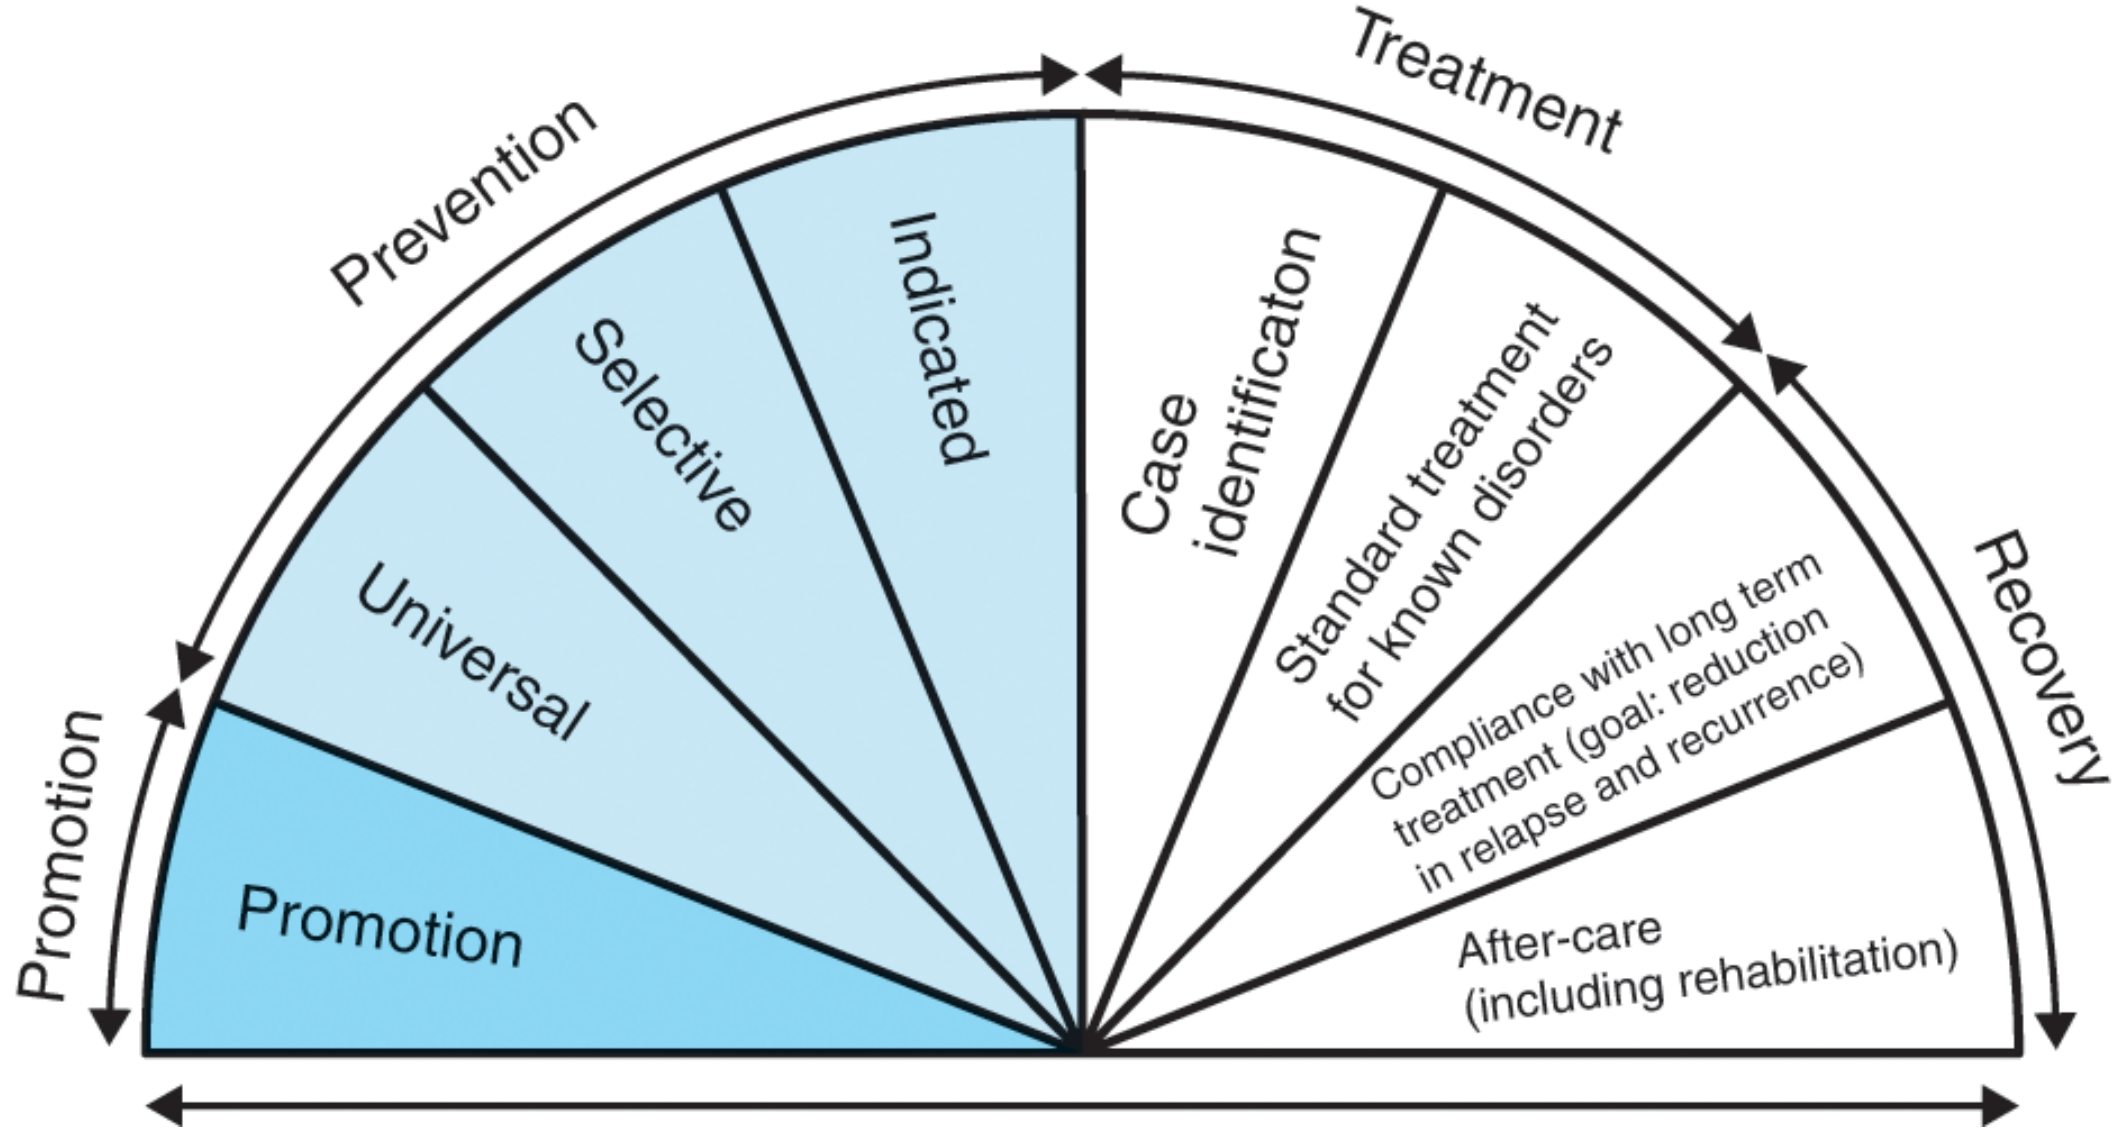 Promotion
Prevention
Treatment
Recovery
Promotion
Universal
Selective
Indicated
Case
identificaton
Standard treatment
for known disorders
Compliance with long term
treatment (goal: reduction
in relapse and recurrence)
After-care
(including rehabilitation)